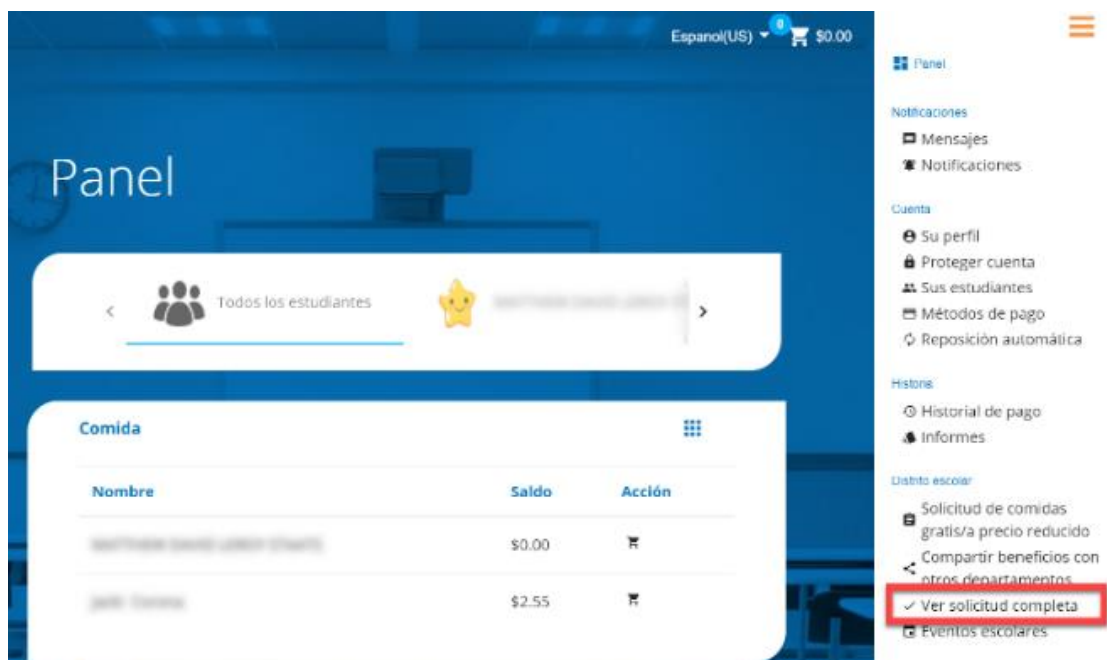 Espanol(US)
0
$0.00
Panel
Todos los estudiantes
Comida
Nombre Saldo Acción
$0.00
$2.55
Panel
Notificaciones
Mensajes
Notificaciones
Cuenta
Su perfil
Proteger cuenta
Sus estudiantes
Métodos de pago
Reposición automática
Historia
Historial de pago
Informes
Distrito escolar
Solicitud de comidas
gratis/a precio reducido
Compartir beneficios con
otros departamentos
Ver solicitud completa
Eventos escolares